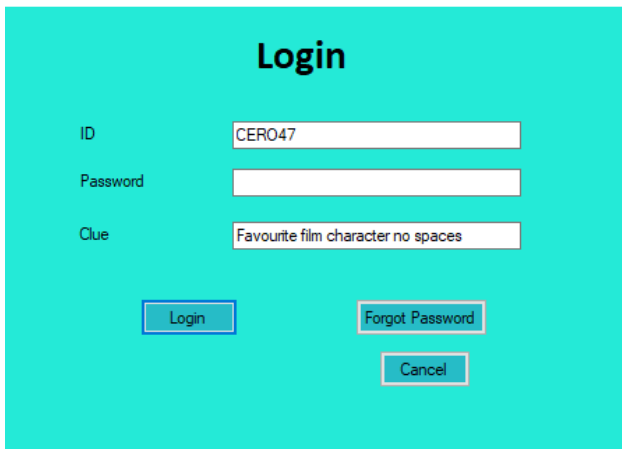 Login
ID CERO47
Password
Clue Favourite film character no spaces
Login Forgot Password
Cancel